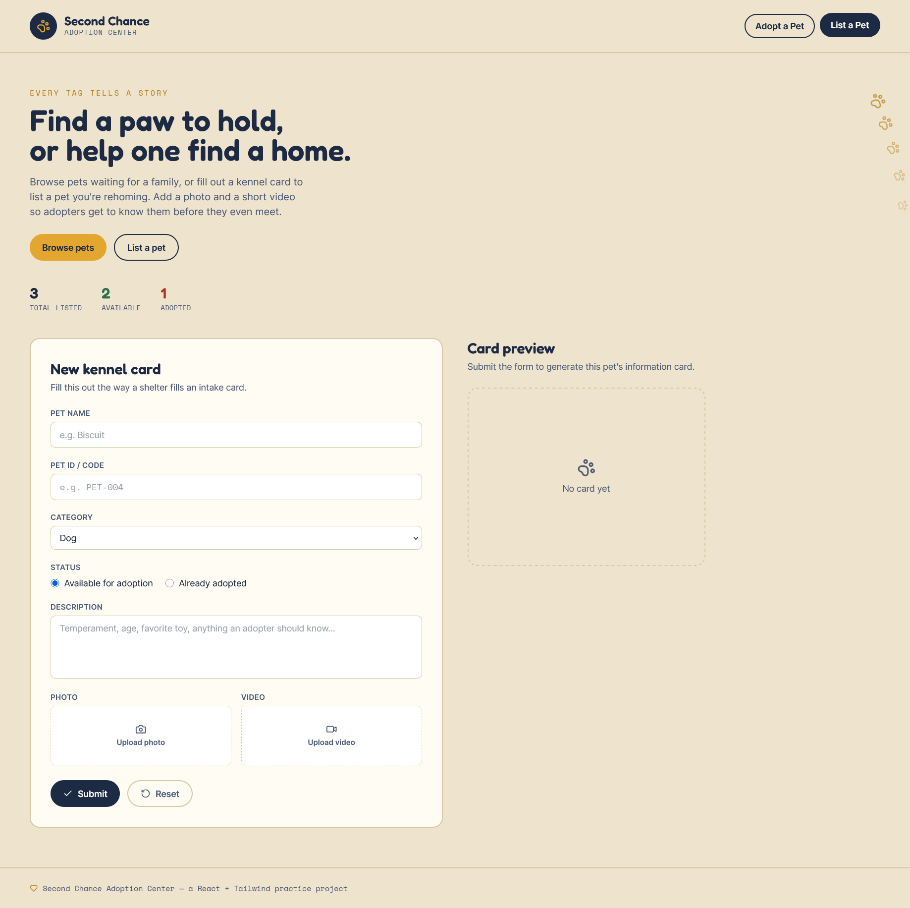 Second Chance
ADOPTION CENTER
Adopt a Pet
List a Pet
EVERY TAG TELLS A STORY
Find a paw to hold,
or help one find a home.
Browse pets waiting for a family, or fill out a kennel card to
list a pet you're rehoming. Add a photo and a short video
so adopters get to know them before they even meet.
Browse pets
List a pet
3
TOTAL LISTED
2
AVAILABLE
1
ADOPTED
New kennel card
Fill this out the way a shelter fills an intake card.
PET NAME
e.g. Biscuit
PET ID / CODE
e.g. PET-004
CATEGORY
Dog
STATUS
Available for adoption
Already adopted
DESCRIPTION
Temperament, age, favorite toy, anything an adopter should know...
PHOTO
VIDEO
Upload photo
Upload video
Submit
Reset
Card preview
Submit the form to generate this pet's information card.
No card yet
Second Chance Adoption Center — a React + Tailwind practice project